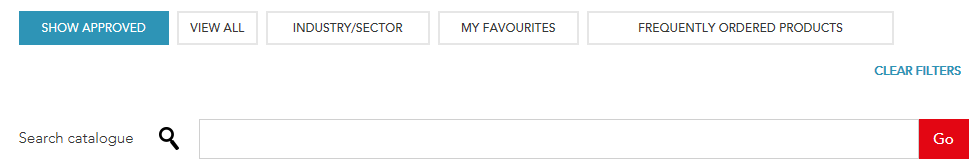 SHOW APPROVED VIEW ALL INDUSTRY/SECTOR MY FAVOURITES FREQUENTLY ORDERED PRODUCTS
CLEAR FILTERS
Search catalogue Go